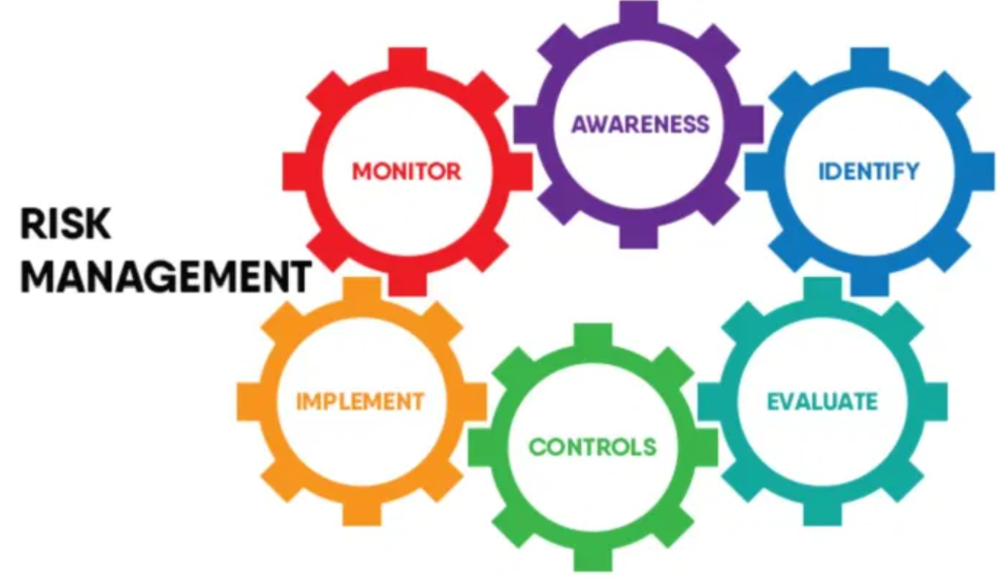 AWARENESS
MONITOR
IDENTIFY
RISK
MANAGEMENT
IMPLEMENT
EVALUATE
CONTROLS